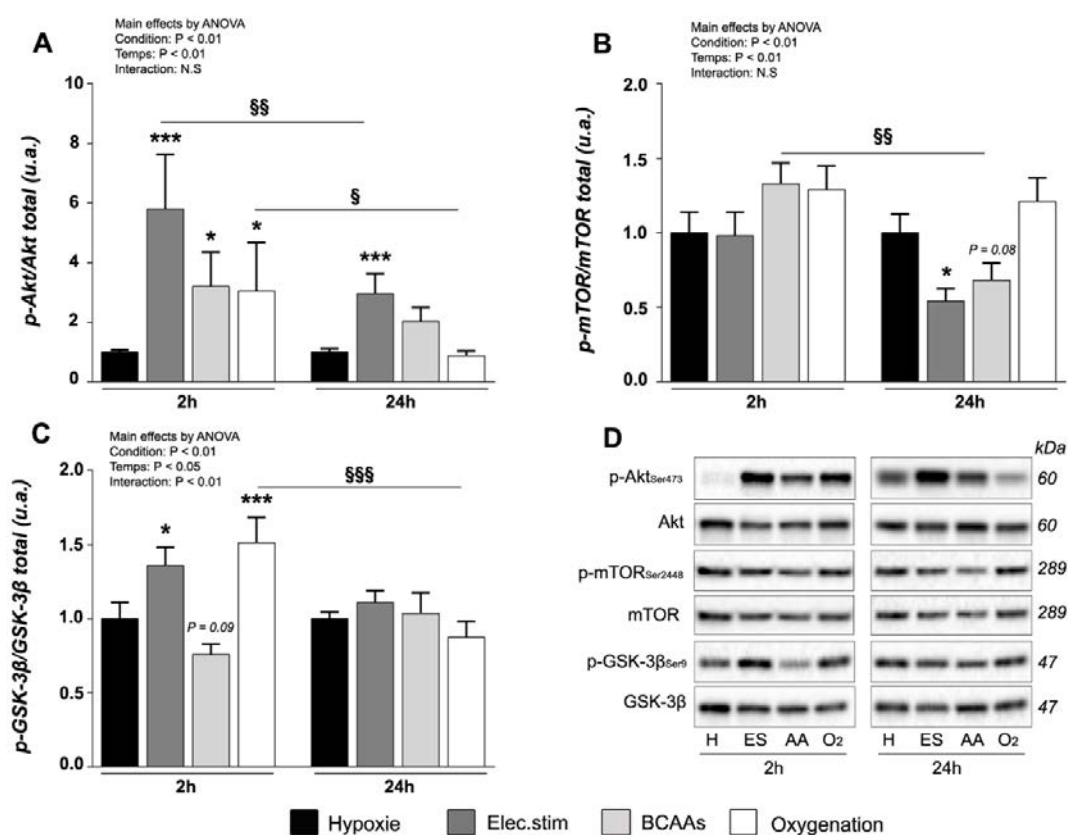 A
Main effects by ANOVA
Condition: P < 0.01
Temps: P < 0.01
Interaction: N.S
p-Akt/Akt total (u.a.)
10
8
6
4
2
0
***
*
*
§§
§
***
2h
24h
B
Main effects by ANOVA
Condition: P < 0.01
Temps: P < 0.01
Interaction: N.S
p-mTOR/mTOR total (u.a.)
2.0
1.5
1.0
0.5
0.0
§§
*
P = 0.08
2h
24h
C
Main effects by ANOVA
Condition: P < 0.01
Temps: P < 0.05
Interaction: P < 0.01
p-GSK-3β/GSK-3β total (u.a.)
2.0
1.5
1.0
0.5
0.0
*
P = 0.09
***
§§§
2h
24h
D
kDa
p-AktSer473 60
Akt 60
p-mTORSer2448 289
mTOR 289
p-GSK-3βSer9 47
GSK-3β 47
H ES AA O2 H ES AA O2
2h 24h
Hypoxie Elec.stim BCAAs Oxygenation